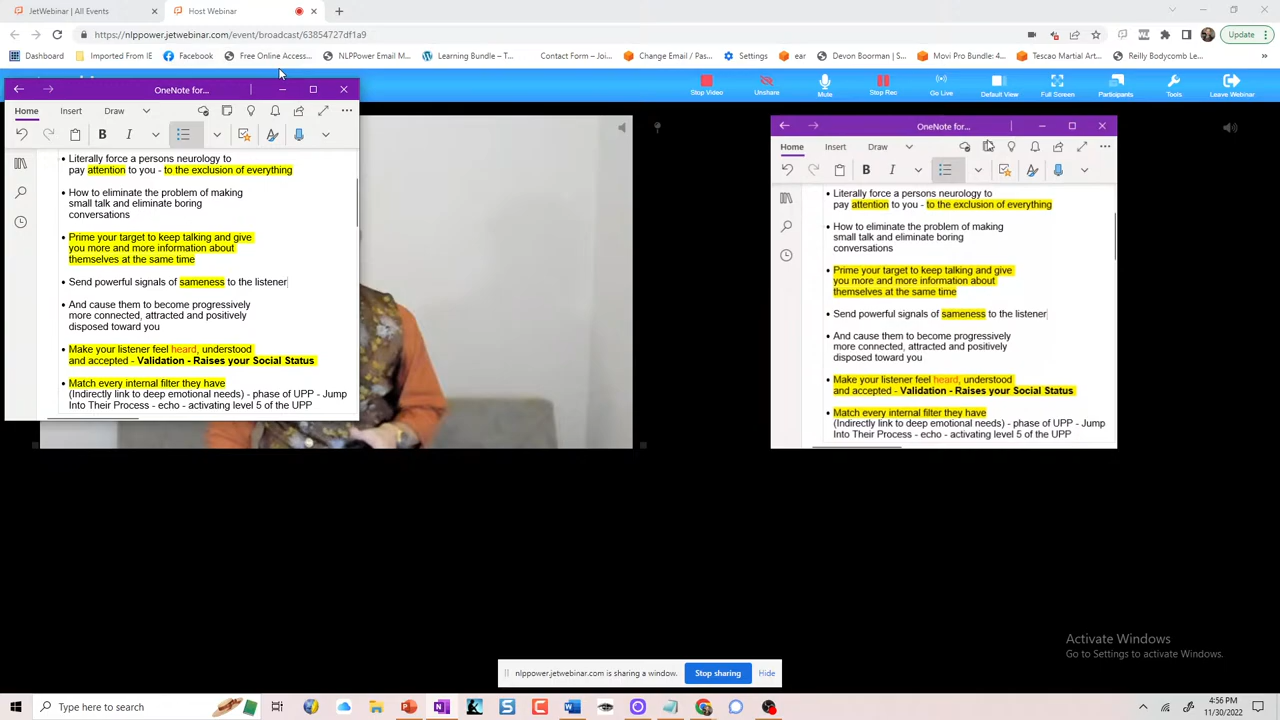 JetWebinar | All Events
Host Webinar
https://nlppower.jetwebinar.com/event/broadcast/63854727df1a9
Update
Dashboard
Imported From IE
Facebook
Free Online Access...
NLPPower Email M...
Learning Bundle –...
Contact Form –...
Change Email / Pa...
Settings
ear
Devon Boorman | S...
Movi Pro Bundle: 4...
Tescao Martial Art...
Reilly Bodycomb Le...
Stop Video
Unshare
Mute
Stop Rec
Go Live
Default View
Full Screen
Participants
Tools
Leave Webinar
OneNote for...
Home
Insert
Draw
B
I
• Literally force a persons neurology to
pay attention to you - to the exclusion of everything
• How to eliminate the problem of making
small talk and eliminate boring
conversations
• Prime your target to keep talking and give
you more and more information about
themselves at the same time
• Send powerful signals of sameness to the listener
• And cause them to become progressively
more connected, attracted and positively
disposed toward you
• Make your listener feel heard, understood
and accepted - Validation - Raises your Social Status
• Match every internal filter they have
(Indirectly link to deep emotional needs) - phase of UPP - Jump
Into Their Process - echo - activating level 5 of the UPP
OneNote for...
Home
Insert
Draw
B
I
• Literally force a persons neurology to
pay attention to you - to the exclusion of everything
• How to eliminate the problem of making
small talk and eliminate boring
conversations
• Prime your target to keep talking and give
you more and more information about
themselves at the same time
• Send powerful signals of sameness to the listener
• And cause them to become progressively
more connected, attracted and positively
disposed toward you
• Make your listener feel heard, understood
and accepted - Validation - Raises your Social Status
• Match every internal filter they have
(Indirectly link to deep emotional needs) - phase of UPP - Jump
Into Their Process - echo - activating level 5 of the UPP
Activate Windows
Go to Settings to activate Windows.
nlppower.jetwebinar.com is sharing a window.
Stop sharing
Hide
Type here to search
4:56 PM
11/30/2022